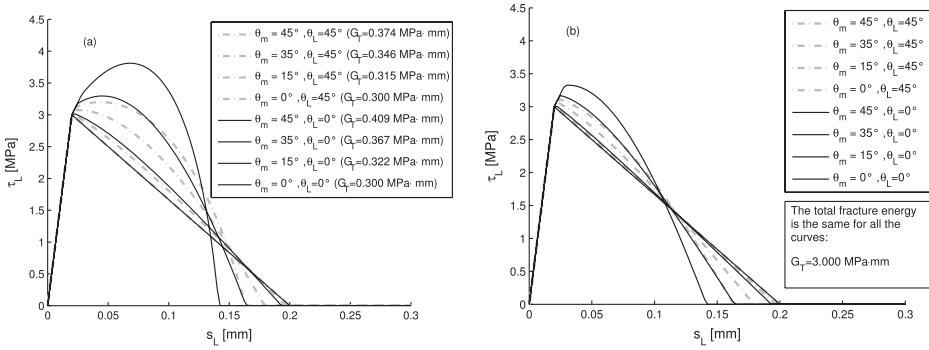 4.5
4
3.5
3
2.5
2
1.5
1
0.5
0
τL [MPa]
(a)
θm = 45° ,θL=45° (GT=0.374 MPa· mm)
θm = 35° ,θL=45° (GT=0.346 MPa· mm)
θm = 15° ,θL=45° (GT=0.315 MPa· mm)
θm = 0° ,θL=45° (GT=0.300 MPa· mm)
θm = 45° ,θL=0° (GT=0.409 MPa· mm)
θm = 35° ,θL=0° (GT=0.367 MPa· mm)
θm = 15° ,θL=0° (GT=0.322 MPa· mm)
θm = 0° ,θL=0° (GT=0.300 MPa· mm)
0 0.05 0.1 0.15 0.2 0.25 0.3
sL [mm]
4.5
4
3.5
3
2.5
2
1.5
1
0.5
0
τL [MPa]
(b)
θm = 45° ,θL=45°
θm = 35° ,θL=45°
θm = 15° ,θL=45°
θm = 0° ,θL=45°
θm = 45° ,θL=0°
θm = 35° ,θL=0°
θm = 15° ,θL=0°
θm = 0° ,θL=0°
The total fracture energy
is the same for all the
curves:
GT=3.000 MPa·mm
0 0.05 0.1 0.15 0.2 0.25 0.3
sL [mm]